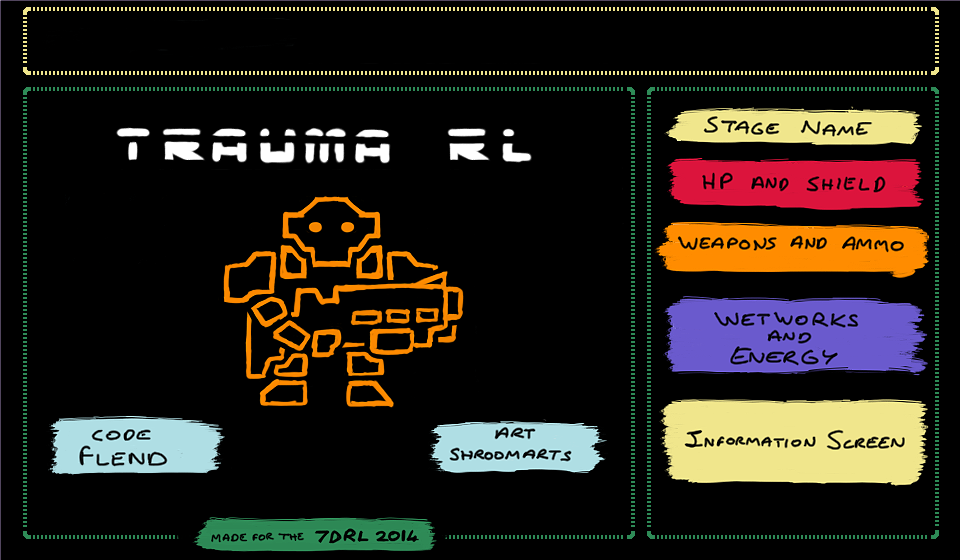 TRAUMA RL
CODE
FLEND
ART
SHROOMARTS
MADE FOR THE 7DRL 2014
STAGE NAME
HP AND SHIELD
WEAPONS AND AMMO
WETWORKS
AND
ENERGY
INFORMATION SCREEN